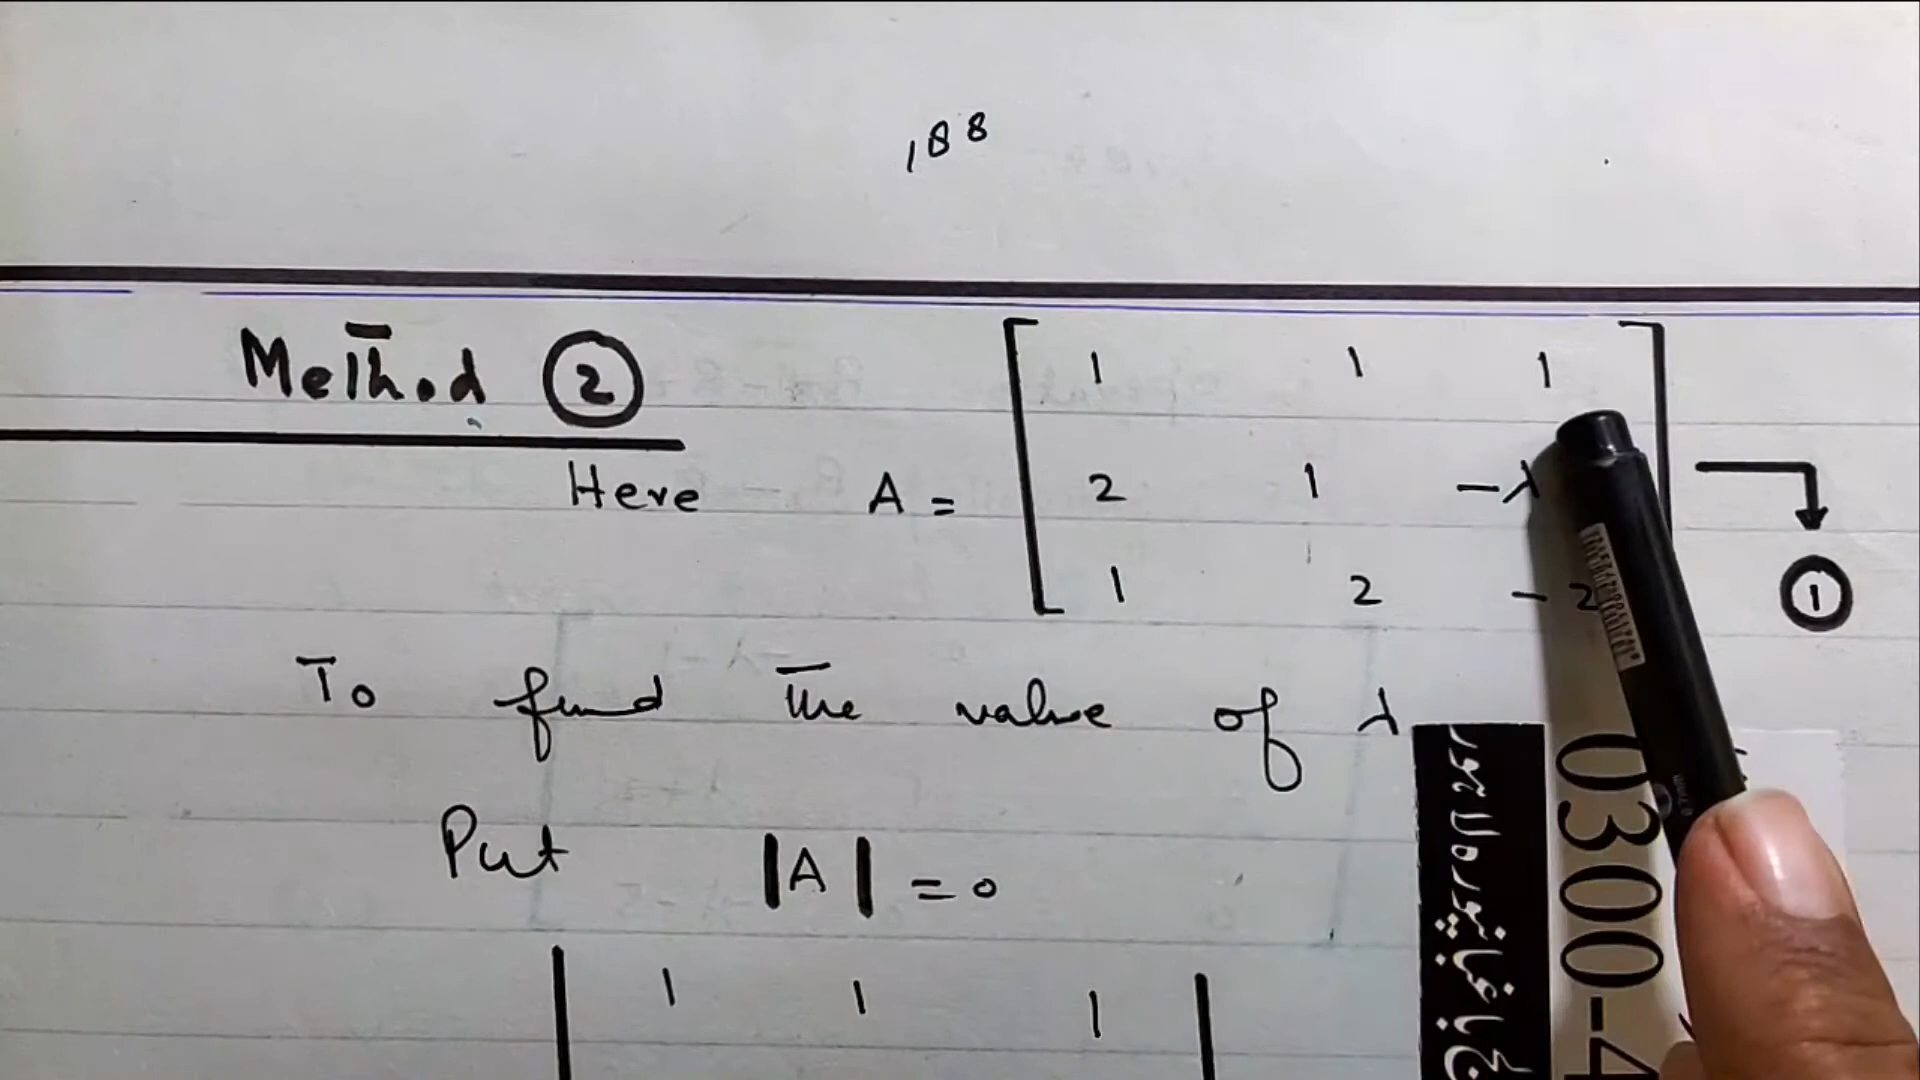 188
Method ②
1 1 1
Here A = 2 1 -λ
①
1 2 -2
To find the value of λ
Put |A| = 0
1 1 1
0300-4